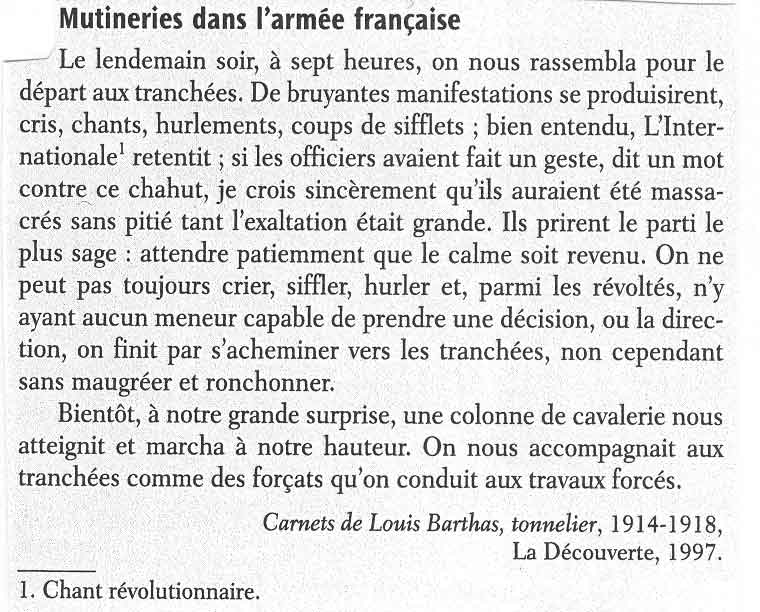 Mutineries dans l'armée française
Le lendemain soir, à sept heures, on nous rassembla pour le
départ aux tranchées. De bruyantes manifestations se produisirent,
cris, chants, hurlements, coups de sifflets ; bien entendu, L'Inter-
nationale¹ retentit ; si les officiers avaient fait un geste, dit un mot
contre ce chahut, je crois sincèrement qu'ils auraient été massa-
crés sans pitié tant l'exaltation était grande. Ils prirent le parti le
plus sage : attendre patiemment que le calme soit revenu. On ne
peut pas toujours crier, siffler, hurler et, parmi les révoltés, n'y
ayant aucun meneur capable de prendre une décision, ou la direc-
tion, on finit par s'acheminer vers les tranchées, non cependant
sans maugréer et ronchonner.
Bientôt, à notre grande surprise, une colonne de cavalerie nous
atteignit et marcha à notre hauteur. On nous accompagnait aux
tranchées comme des forçats qu'on conduit aux travaux forcés.
Carnets de Louis Barthas, tonnelier, 1914-1918,
La Découverte, 1997.
1. Chant révolutionnaire.